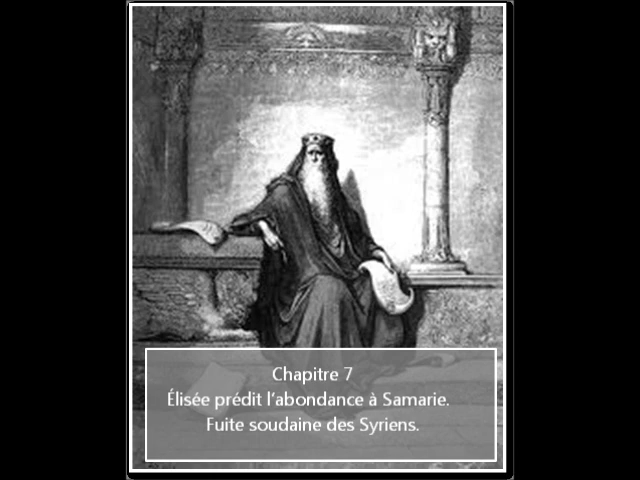 Chapitre 7
Élisée prédit l'abondance à Samarie.
Fuite soudaine des Syriens.